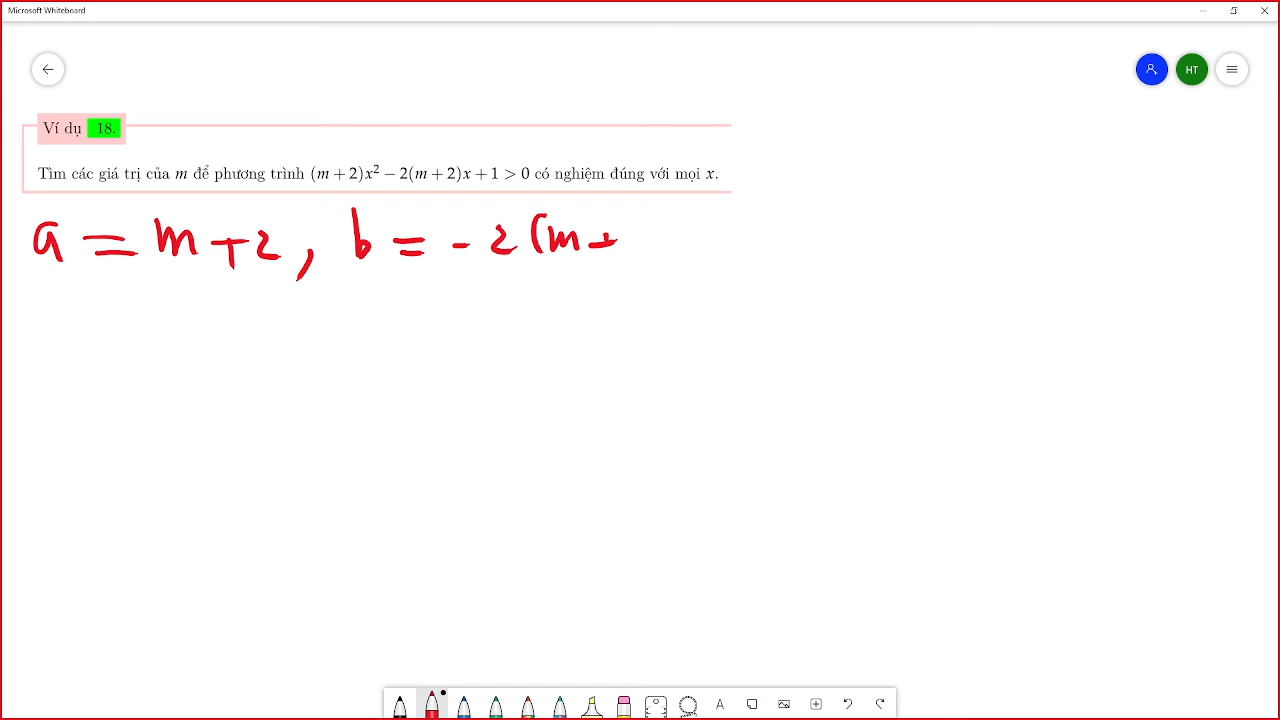 Microsoft Whiteboard
HT
Ví dụ 18.
Tìm các giá trị của m để phương trình (m + 2)x² − 2(m + 2)x + 1 > 0 có nghiệm đúng với mọi x.
a = m + 2 , b = - 2 (m +
A